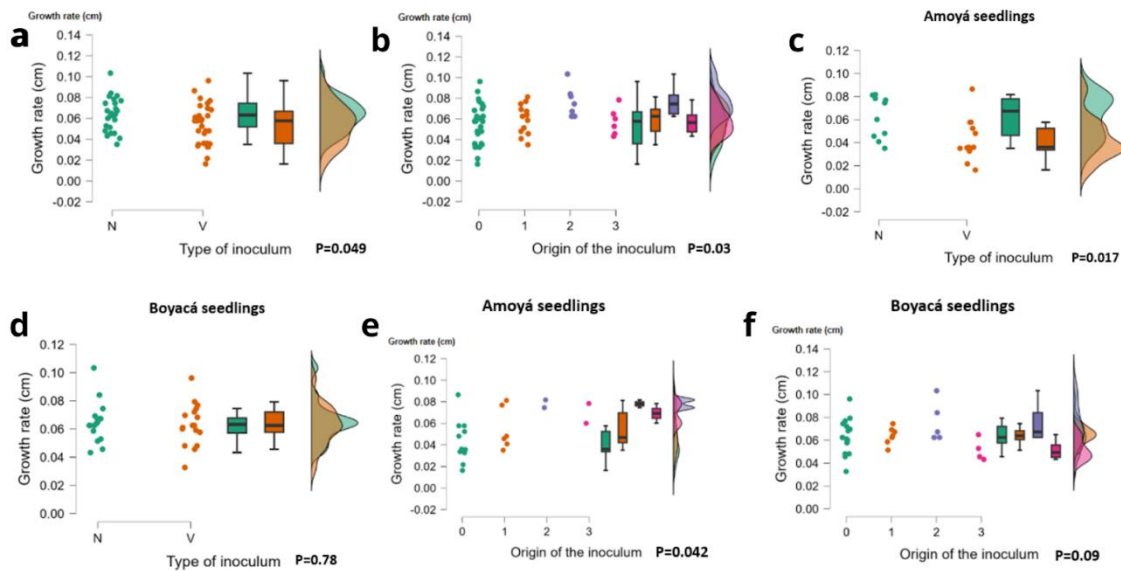 a
Growth rate (cm)
Growth rate (cm)
0.14
0.12
0.10
0.08
0.06
0.04
0.02
0.00
-0.02
N V
Type of inoculum P=0.049
b
Growth rate (cm)
Growth rate (cm)
0.14
0.12
0.10
0.08
0.06
0.04
0.02
0.00
-0.02
0 1 2 3
Origin of the inoculum P=0.03
c
Amoyá seedlings
Growth rate (cm)
0.12
0.10
0.08
0.06
0.04
0.02
0.00
-0.02
N V
Type of inoculum P=0.017
d
Boyacá seedlings
Growth rate (cm)
0.12
0.10
0.08
0.06
0.04
0.02
0.00
N V
Type of inoculum P=0.78
e
Amoyá seedlings
Growth rate (cm)
Growth rate (cm)
0.12
0.10
0.08
0.06
0.04
0.02
0.00
-0.02
0 1 2 3
Origin of the inoculum P=0.042
f
Boyacá seedlings
Growth rate (cm)
Growth rate (cm)
0.14
0.12
0.10
0.08
0.06
0.04
0.02
0.00
0 1 2 3
Origin of the inoculum P=0.09